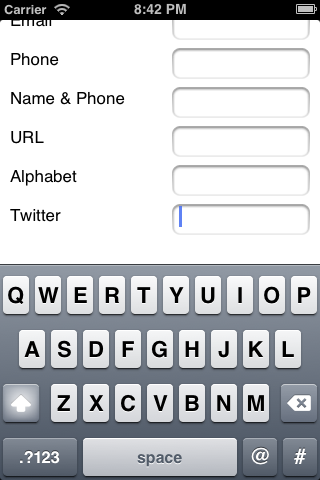 Carrier 8:42 PM
Email
Phone
Name & Phone
URL
Alphabet
Twitter
Q W E R T Y U I O P
A S D F G H J K L
Z X C V B N M
.?123 space @ #